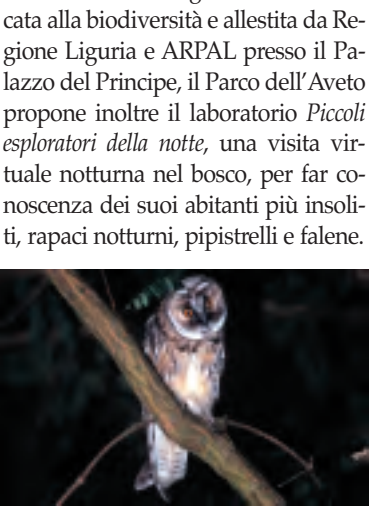 cata alla biodiversità e allestita da Re-
gione Liguria e ARPAL presso il Pa-
lazzo del Principe, il Parco dell'Aveto
propone inoltre il laboratorio Piccoli
esploratori della notte, una visita vir-
tuale notturna nel bosco, per far co-
noscenza dei suoi abitanti più insoli-
ti, rapaci notturni, pipistrelli e falene.